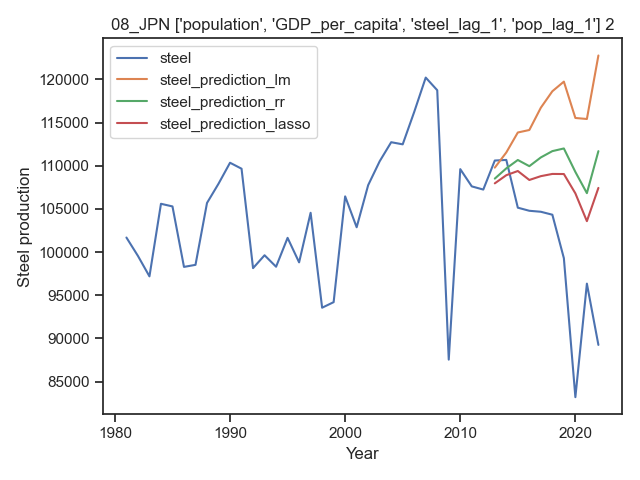 08_JPN ['population', 'GDP_per_capita', 'steel_lag_1', 'pop_lag_1'] 2
steel
steel_prediction_lm
steel_prediction_rr
steel_prediction_lasso
Steel production
120000
115000
110000
105000
100000
95000
90000
85000
1980
1990
2000
2010
2020
Year